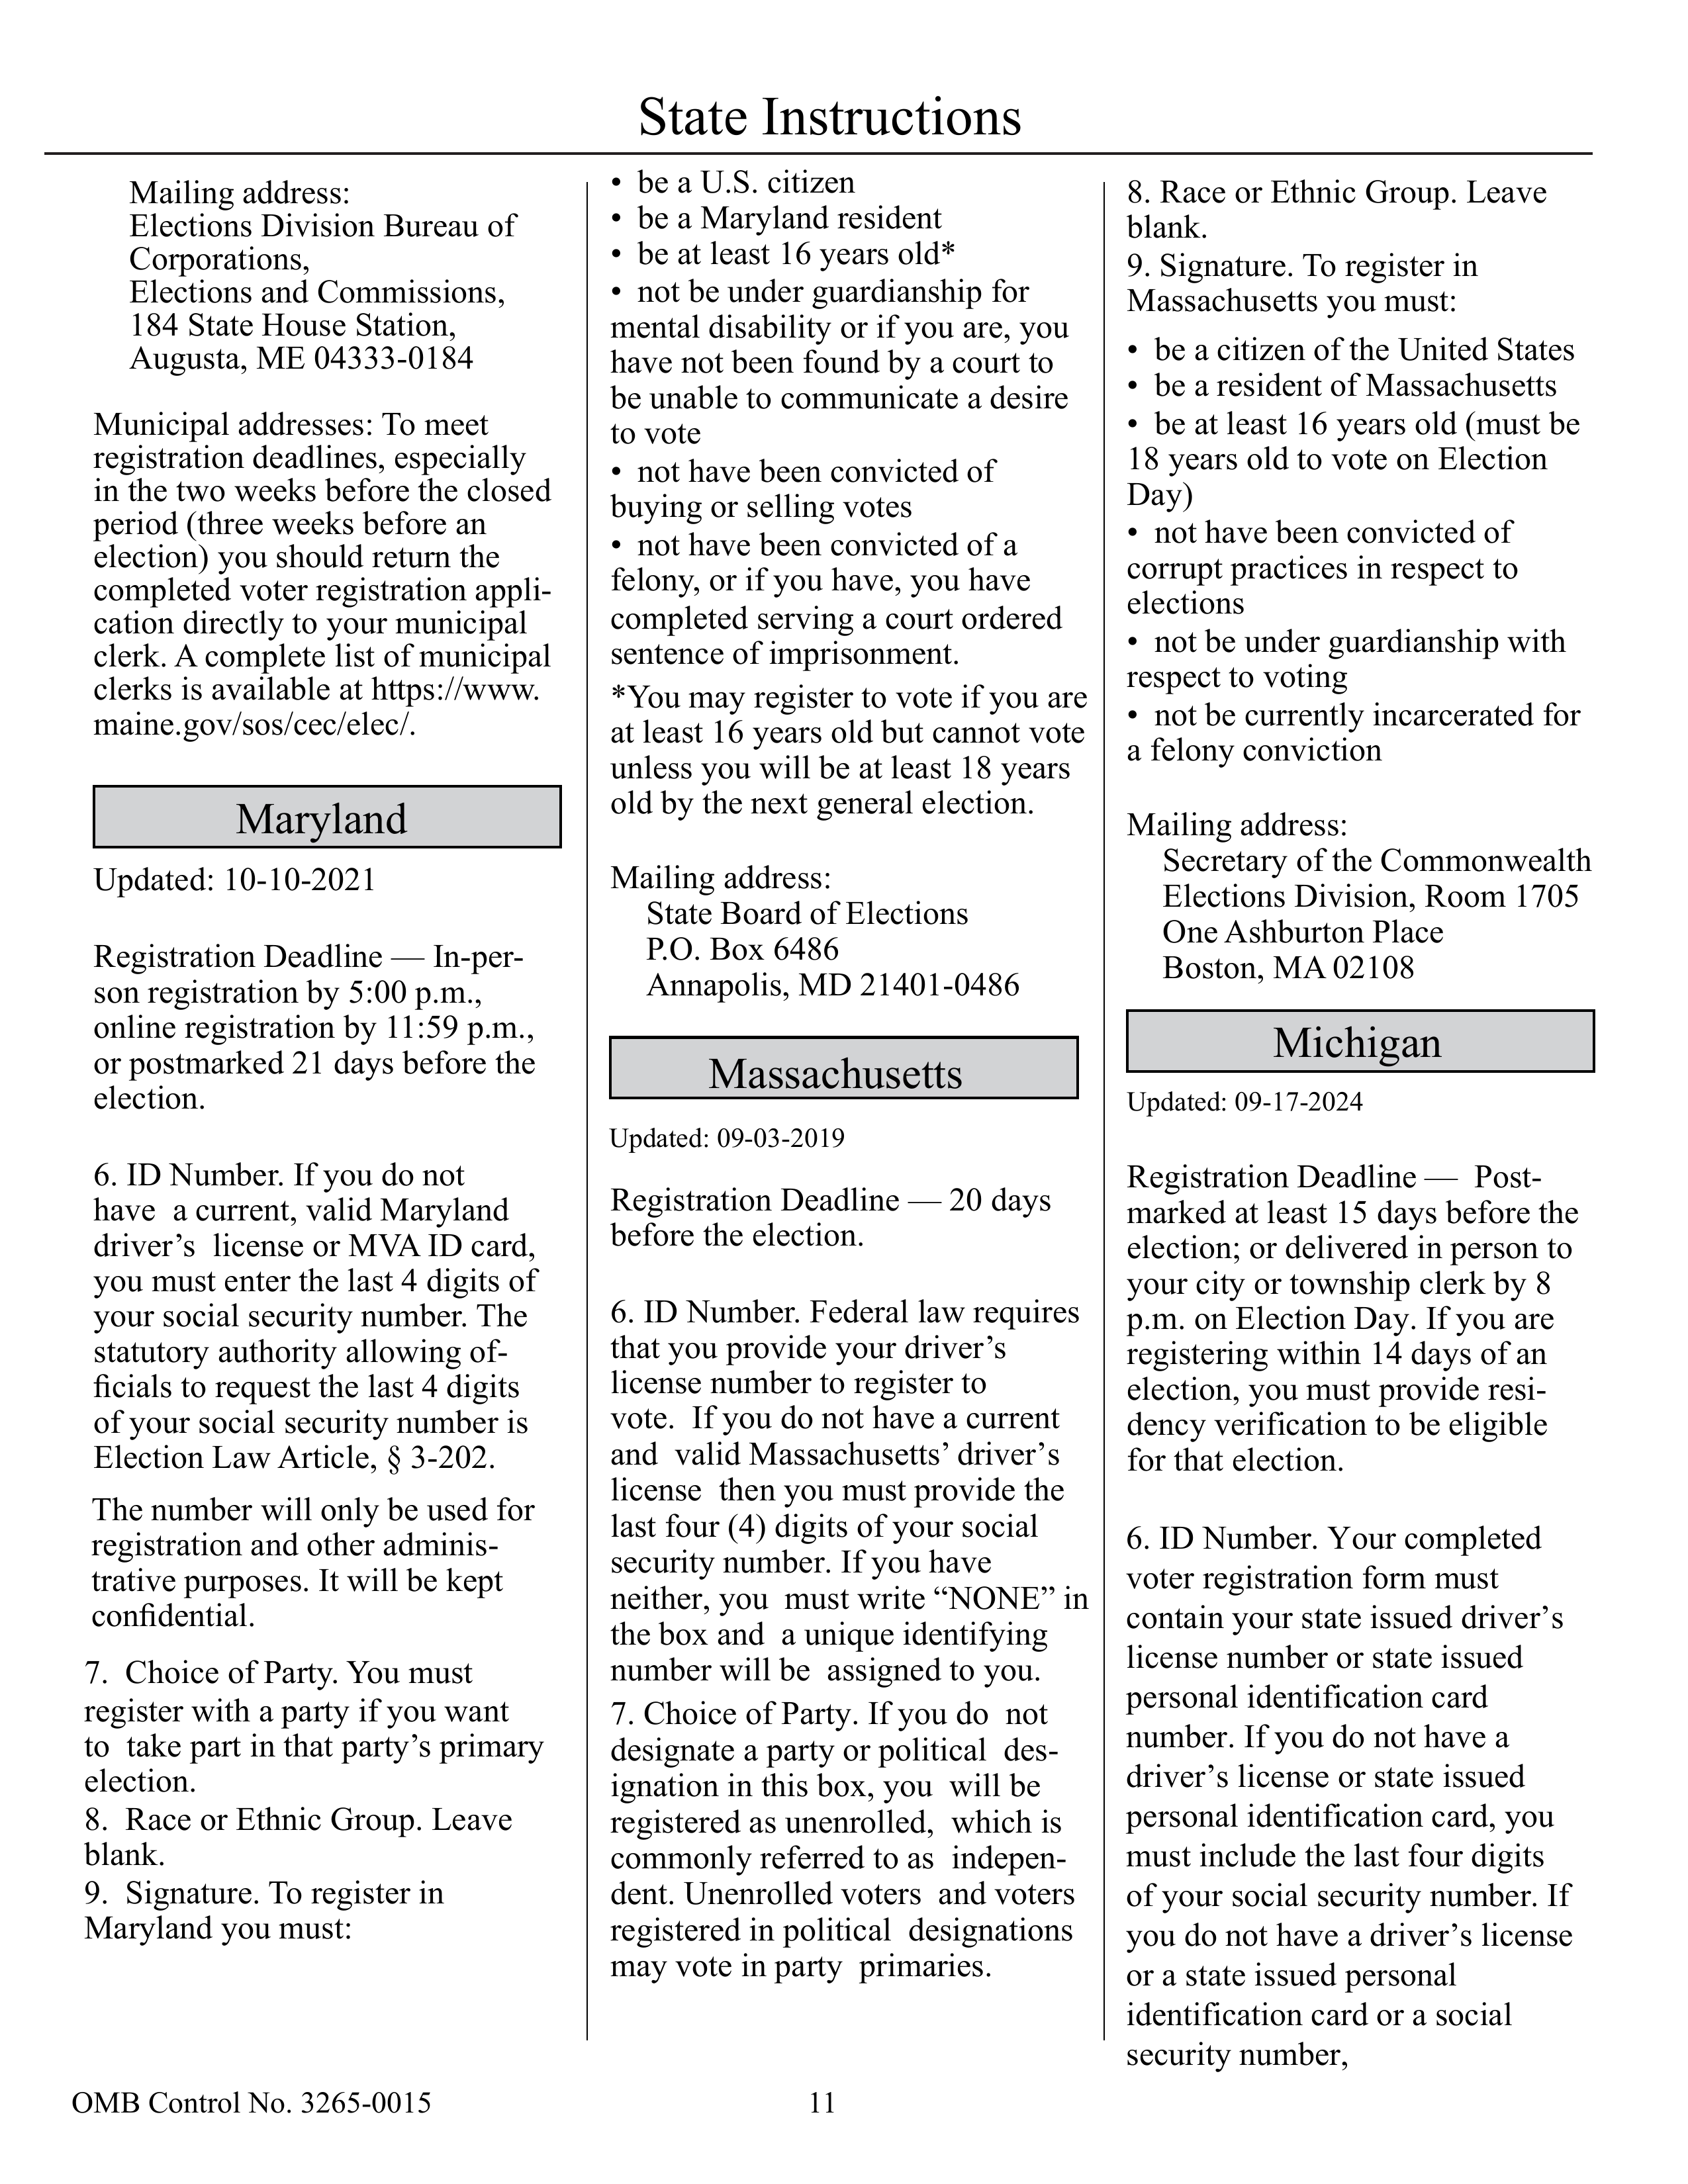 State Instructions
Mailing address:
Elections Division Bureau of
Corporations,
Elections and Commissions,
184 State House Station,
Augusta, ME 04333-0184
Municipal addresses: To meet
registration deadlines, especially
in the two weeks before the closed
period (three weeks before an
election) you should return the
completed voter registration appli-
cation directly to your municipal
clerk. A complete list of municipal
clerks is available at https://www.
maine.gov/sos/cec/elec/.
Maryland
Updated: 10-10-2021
Registration Deadline — In-per-
son registration by 5:00 p.m.,
online registration by 11:59 p.m.,
or postmarked 21 days before the
election.
6. ID Number. If you do not
have a current, valid Maryland
driver’s license or MVA ID card,
you must enter the last 4 digits of
your social security number. The
statutory authority allowing of-
ficials to request the last 4 digits
of your social security number is
Election Law Article, § 3-202.
The number will only be used for
registration and other adminis-
trative purposes. It will be kept
confidential.
7. Choice of Party. You must
register with a party if you want
to take part in that party’s primary
election.
8. Race or Ethnic Group. Leave
blank.
9. Signature. To register in
Maryland you must:
• be a U.S. citizen
• be a Maryland resident
• be at least 16 years old*
• not be under guardianship for
mental disability or if you are, you
have not been found by a court to
be unable to communicate a desire
to vote
• not have been convicted of
buying or selling votes
• not have been convicted of a
felony, or if you have, you have
completed serving a court ordered
sentence of imprisonment.
*You may register to vote if you are
at least 16 years old but cannot vote
unless you will be at least 18 years
old by the next general election.
Mailing address:
State Board of Elections
P.O. Box 6486
Annapolis, MD 21401-0486
Massachusetts
Updated: 09-03-2019
Registration Deadline — 20 days
before the election.
6. ID Number. Federal law requires
that you provide your driver’s
license number to register to
vote. If you do not have a current
and valid Massachusetts’ driver’s
license then you must provide the
last four (4) digits of your social
security number. If you have
neither, you must write “NONE” in
the box and a unique identifying
number will be assigned to you.
7. Choice of Party. If you do not
designate a party or political des-
ignation in this box, you will be
registered as unenrolled, which is
commonly referred to as indepen-
dent. Unenrolled voters and voters
registered in political designations
may vote in party primaries.
8. Race or Ethnic Group. Leave
blank.
9. Signature. To register in
Massachusetts you must:
• be a citizen of the United States
• be a resident of Massachusetts
• be at least 16 years old (must be
18 years old to vote on Election
Day)
• not have been convicted of
corrupt practices in respect to
elections
• not be under guardianship with
respect to voting
• not be currently incarcerated for
a felony conviction
Mailing address:
Secretary of the Commonwealth
Elections Division, Room 1705
One Ashburton Place
Boston, MA 02108
Michigan
Updated: 09-17-2024
Registration Deadline — Post-
marked at least 15 days before the
election; or delivered in person to
your city or township clerk by 8
p.m. on Election Day. If you are
registering within 14 days of an
election, you must provide resi-
dency verification to be eligible
for that election.
6. ID Number. Your completed
voter registration form must
contain your state issued driver’s
license number or state issued
personal identification card
number. If you do not have a
driver’s license or state issued
personal identification card, you
must include the last four digits
of your social security number. If
you do not have a driver’s license
or a state issued personal
identification card or a social
security number,
OMB Control No. 3265-0015
11